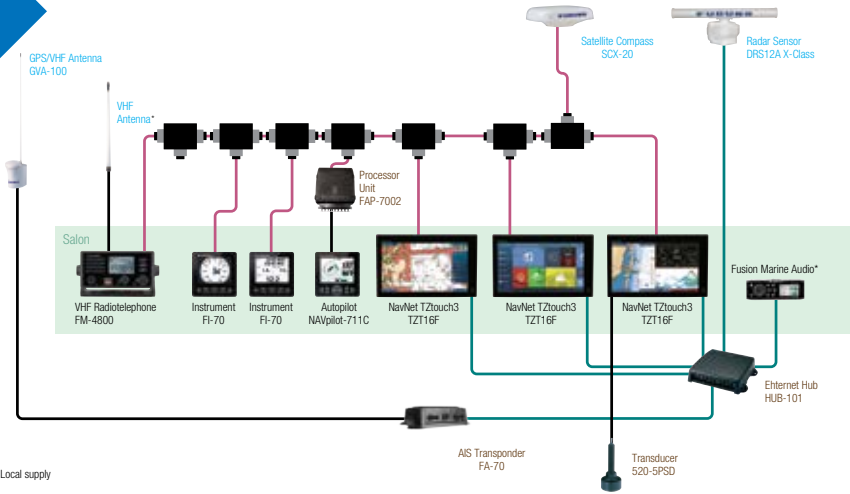 Satellite Compass
SCX-20
Radar Sensor
DRS12A X-Class
GPS/VHF Antenna
GVA-100
VHF
Antenna*
Processor
Unit
FAP-7002
Salon
Fusion Marine Audio*
VHF Radiotelephone
FM-4800
Instrument
FI-70
Instrument
FI-70
Autopilot
NAVpilot-711C
NavNet TZtouch3
TZT16F
NavNet TZtouch3
TZT16F
NavNet TZtouch3
TZT16F
Ehternet Hub
HUB-101
AIS Transponder
FA-70
Transducer
520-5PSD
Local supply